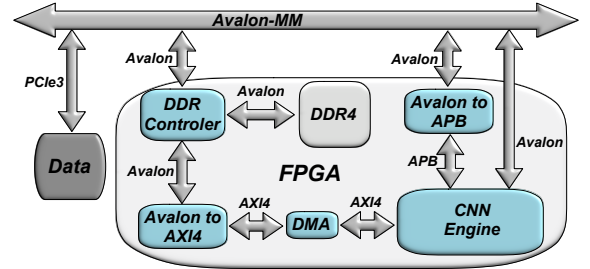 Avalon-MM
PCIe3
Avalon
Avalon
DDR
Controler
Avalon
DDR4
Avalon to
APB
Avalon
Data
Avalon
FPGA
APB
Avalon to
AXI4
AXI4
DMA
AXI4
CNN
Engine